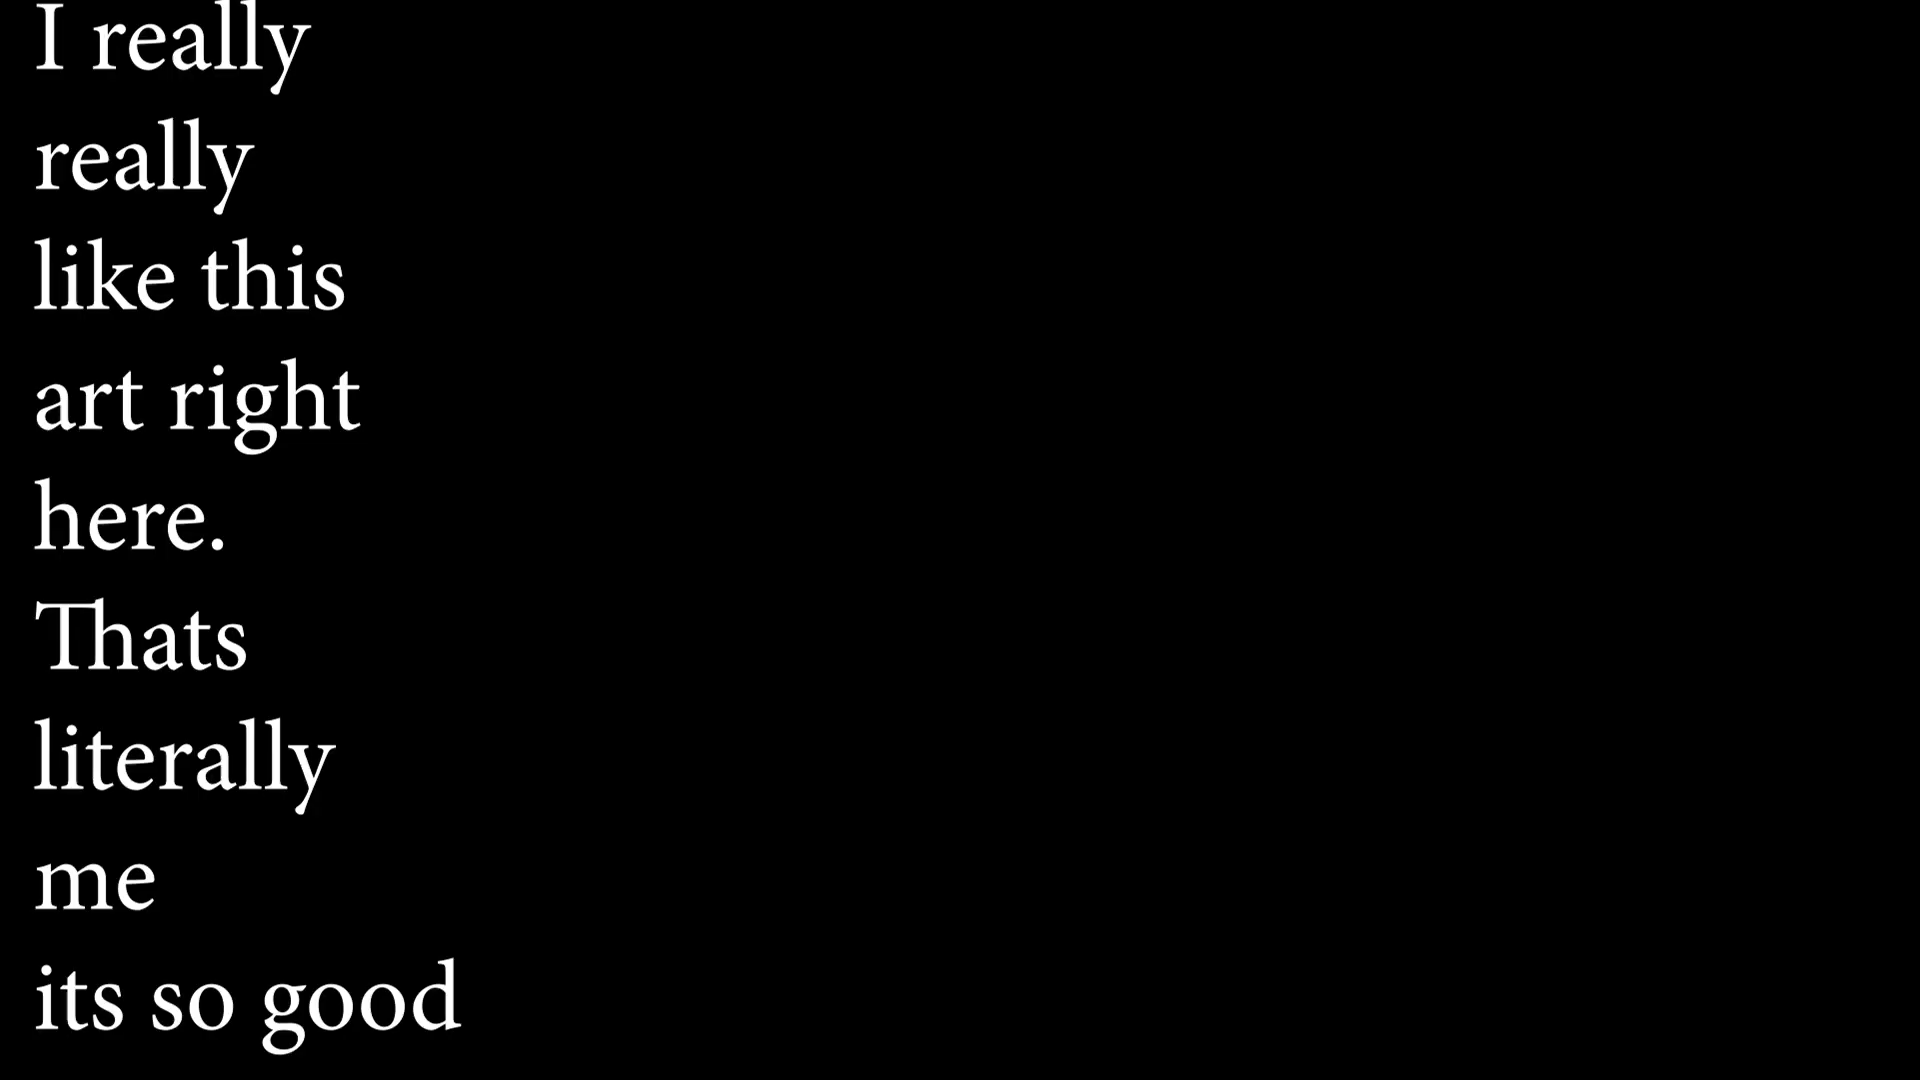 I really
really
like this
art right
here.
Thats
literally
me
its so good